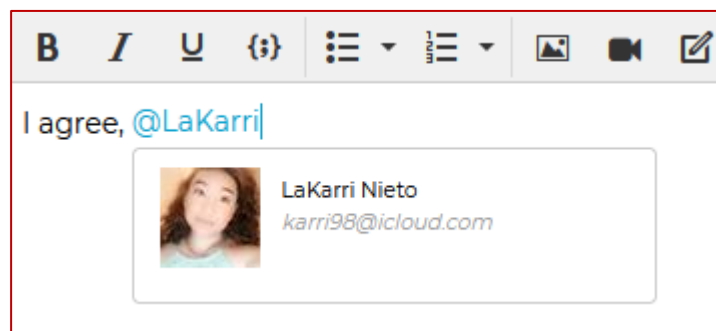 B I U {;}
I agree, @LaKarri
LaKarri Nieto
karri98@icloud.com